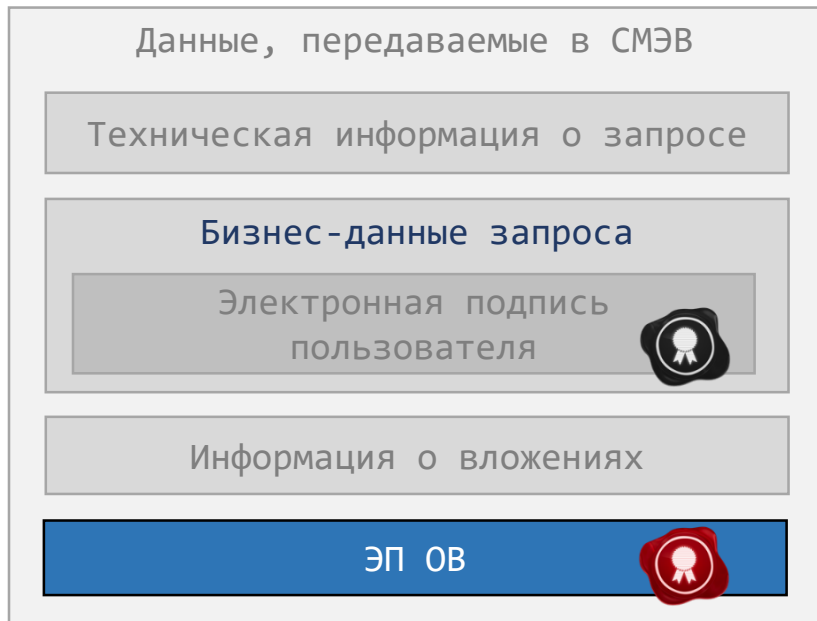 Данные, передаваемые в СМЭВ
Техническая информация о запросе
Бизнес-данные запроса
Электронная подпись
пользователя
Информация о вложениях
ЭП ОВ